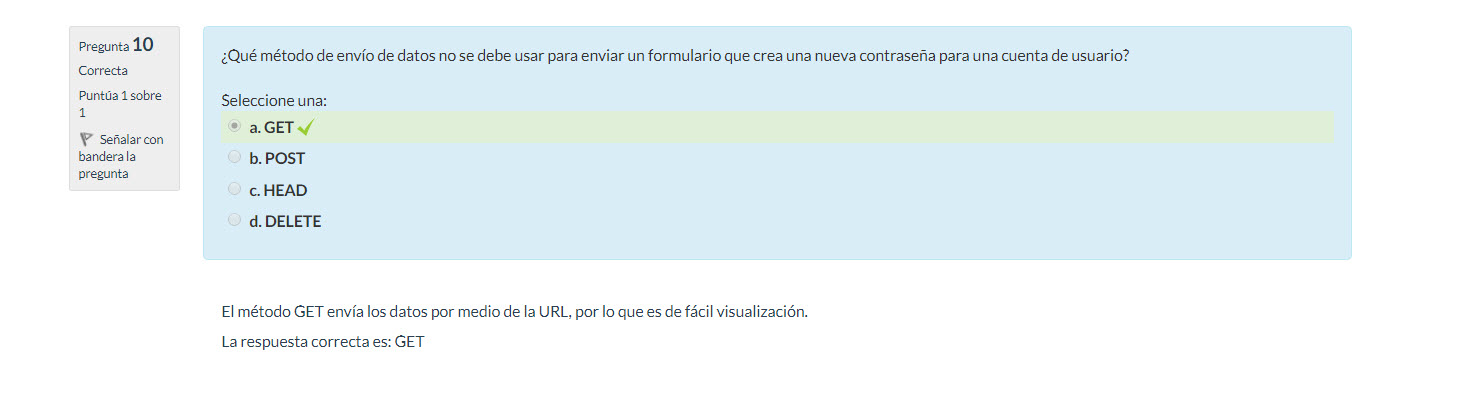 Pregunta 10
Correcta
Puntúa 1 sobre
1
Señalar con
bandera la
pregunta
¿Qué método de envío de datos no se debe usar para enviar un formulario que crea una nueva contraseña para una cuenta de usuario?
Seleccione una:
a. GET
b. POST
c. HEAD
d. DELETE
El método GET envía los datos por medio de la URL, por lo que es de fácil visualización.
La respuesta correcta es: GET